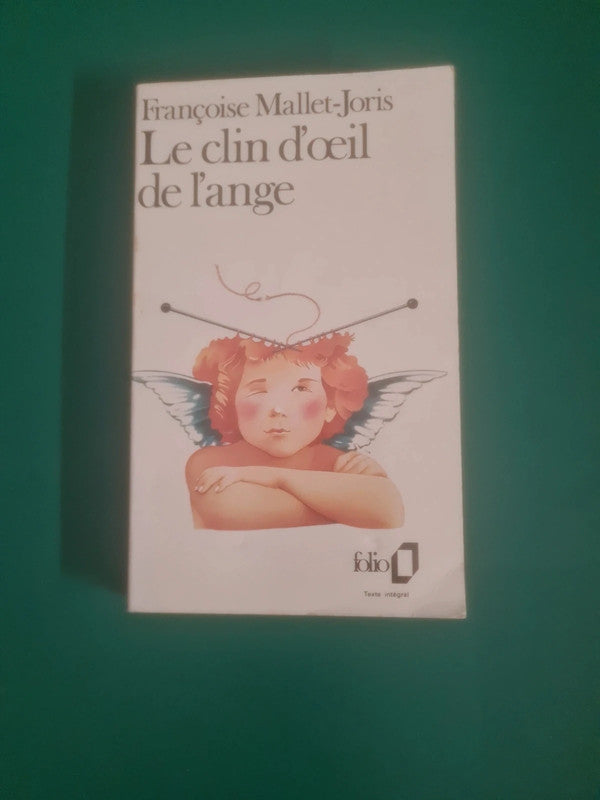 Françoise Mallet-Joris
Le clin d'œil
de l'ange
folio
Texte intégral